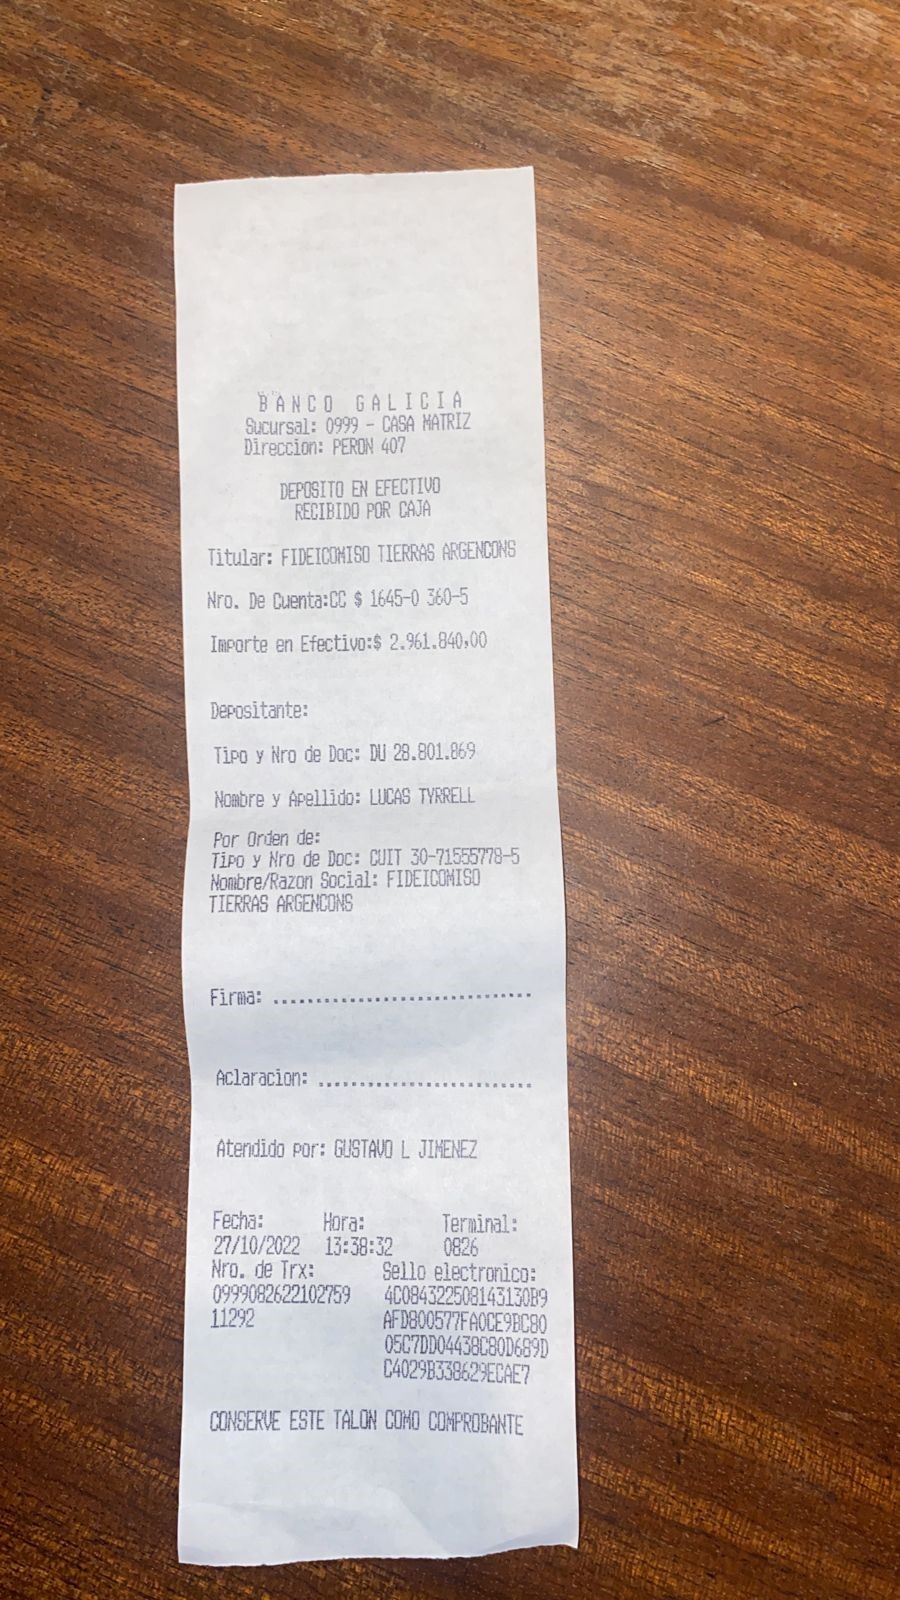 BANCO GALICIA
Sucursal: 0999 - CASA MATRIZ
Direccion: PERON 407
DEPOSITO EN EFECTIVO
RECIBIDO POR CAJA
Titular: FIDEICOMISO TIERRAS ARGENCONS
Nro. De Cuenta:CC $ 1645-0 360-5
Importe en Efectivo:$ 2.961.840,00
Depositante:
Tipo y Nro de Doc: DU 28.801.869
Nombre y Apellido: LUCAS TYRRELL
Por Orden de:
Tipo y Nro de Doc: CUIT 30-71555778-5
Nombre/Razon Social: FIDEICOMISO
TIERRAS ARGENCONS
Firma: ................................
Aclaracion: ..........................
Atendido por: GUSTAVO L JIMENEZ
Fecha: Hora: Terminal:
27/10/2022 13:38:32 0826
Nro. de Trx: Sello electronico:
0999082622102759 4C084322508143130B9
11292 AFD800577FA0CE9BC80
05C7DD04438C80D689D
C4029B338629ECAE7
CONSERVE ESTE TALON COMO COMPROBANTE